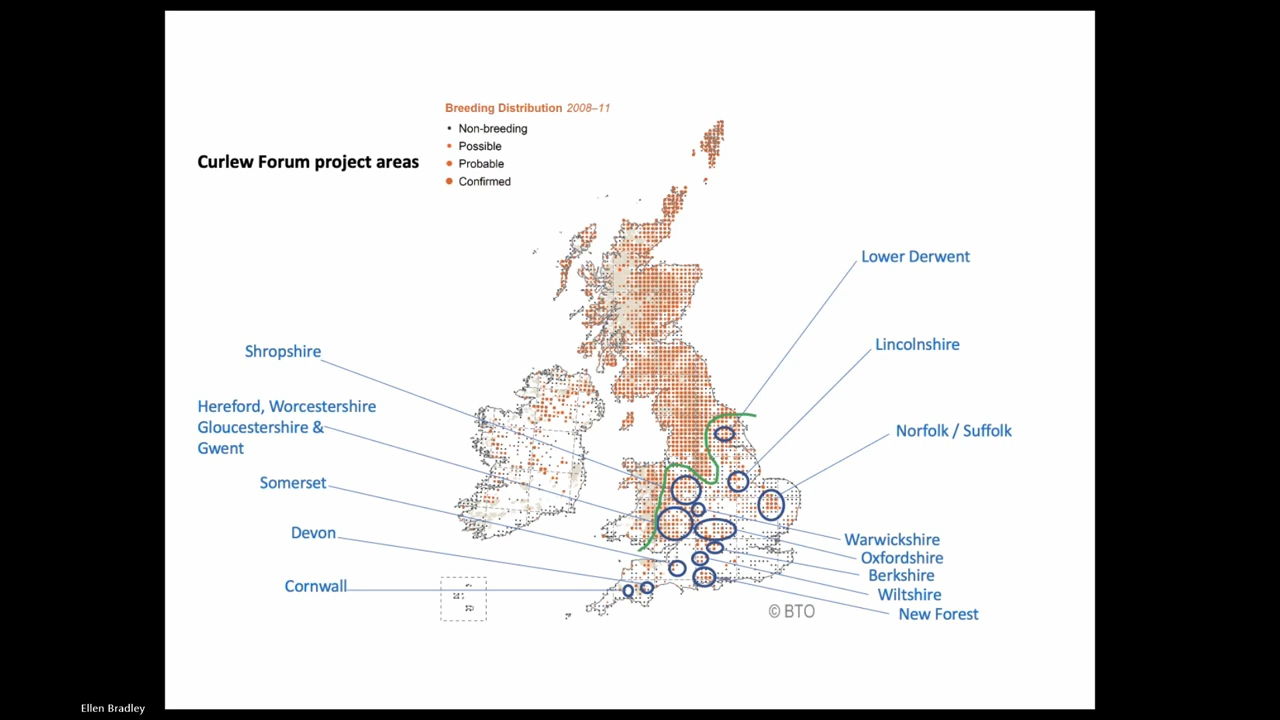 Breeding Distribution 2008–11
Non-breeding
Possible
Probable
Confirmed
Curlew Forum project areas
Lower Derwent
Lincolnshire
Shropshire
Hereford, Worcestershire
Gloucestershire &
Gwent
Norfolk / Suffolk
Somerset
Devon
Warwickshire
Oxfordshire
Berkshire
Cornwall
Wiltshire
New Forest
© BTO
Ellen Bradley